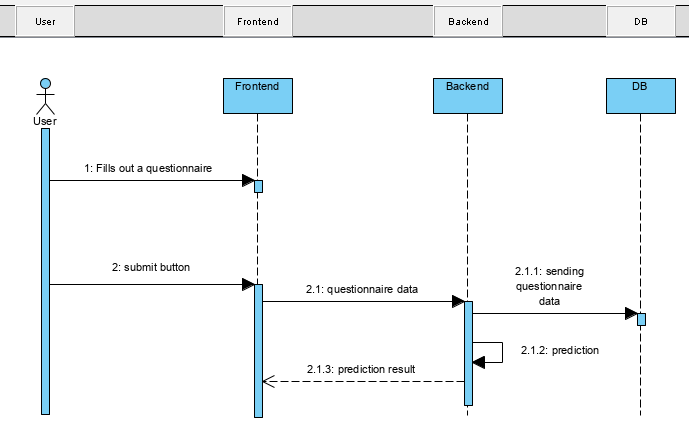 User
Frontend
Backend
DB
Frontend
Backend
DB
User
1: Fills out a questionnaire
2: submit button
2.1: questionnaire data
2.1.1: sending
questionnaire
data
2.1.2: prediction
2.1.3: prediction result